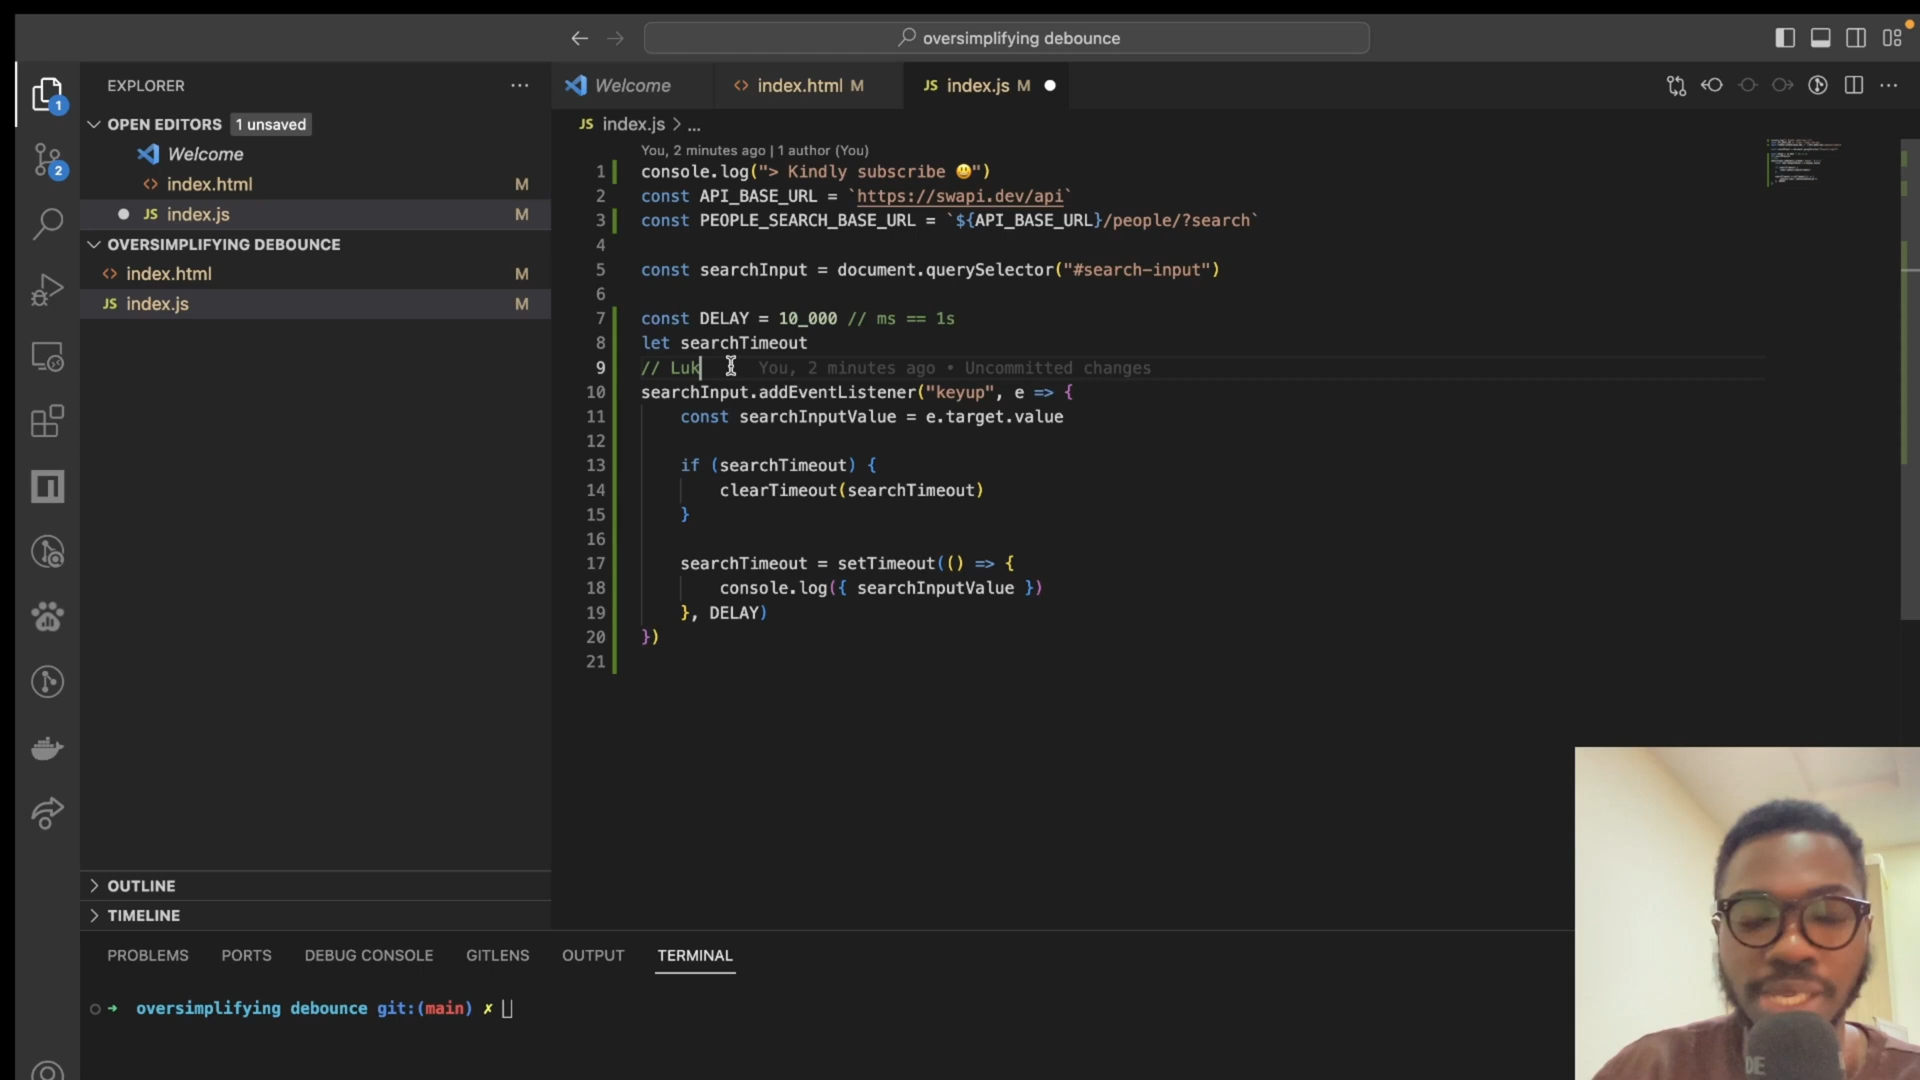 oversimplifying debounce
EXPLORER
Welcome
index.html M
index.js M
OPEN EDITORS 1 unsaved
Welcome
index.html M
index.js M
OVERSIMPLIFYING DEBOUNCE
index.html M
index.js M
1
2
index.js > ...
You, 2 minutes ago | 1 author (You)
1 console.log("> Kindly subscribe 😃")
2 const API_BASE_URL = `https://swapi.dev/api`
3 const PEOPLE_SEARCH_BASE_URL = `${API_BASE_URL}/people/?search`
4
5 const searchInput = document.querySelector("#search-input")
6
7 const DELAY = 10_000 // ms == 1s
8 let searchTimeout
9 // Luk You, 2 minutes ago • Uncommitted changes
10 searchInput.addEventListener("keyup", e => {
11 const searchInputValue = e.target.value
12
13 if (searchTimeout) {
14 clearTimeout(searchTimeout)
15 }
16
17 searchTimeout = setTimeout(() => {
18 console.log({ searchInputValue })
19 }, DELAY)
20 })
21
OUTLINE
TIMELINE
PROBLEMS PORTS DEBUG CONSOLE GITLENS OUTPUT TERMINAL
oversimplifying debounce git:(main) ✗